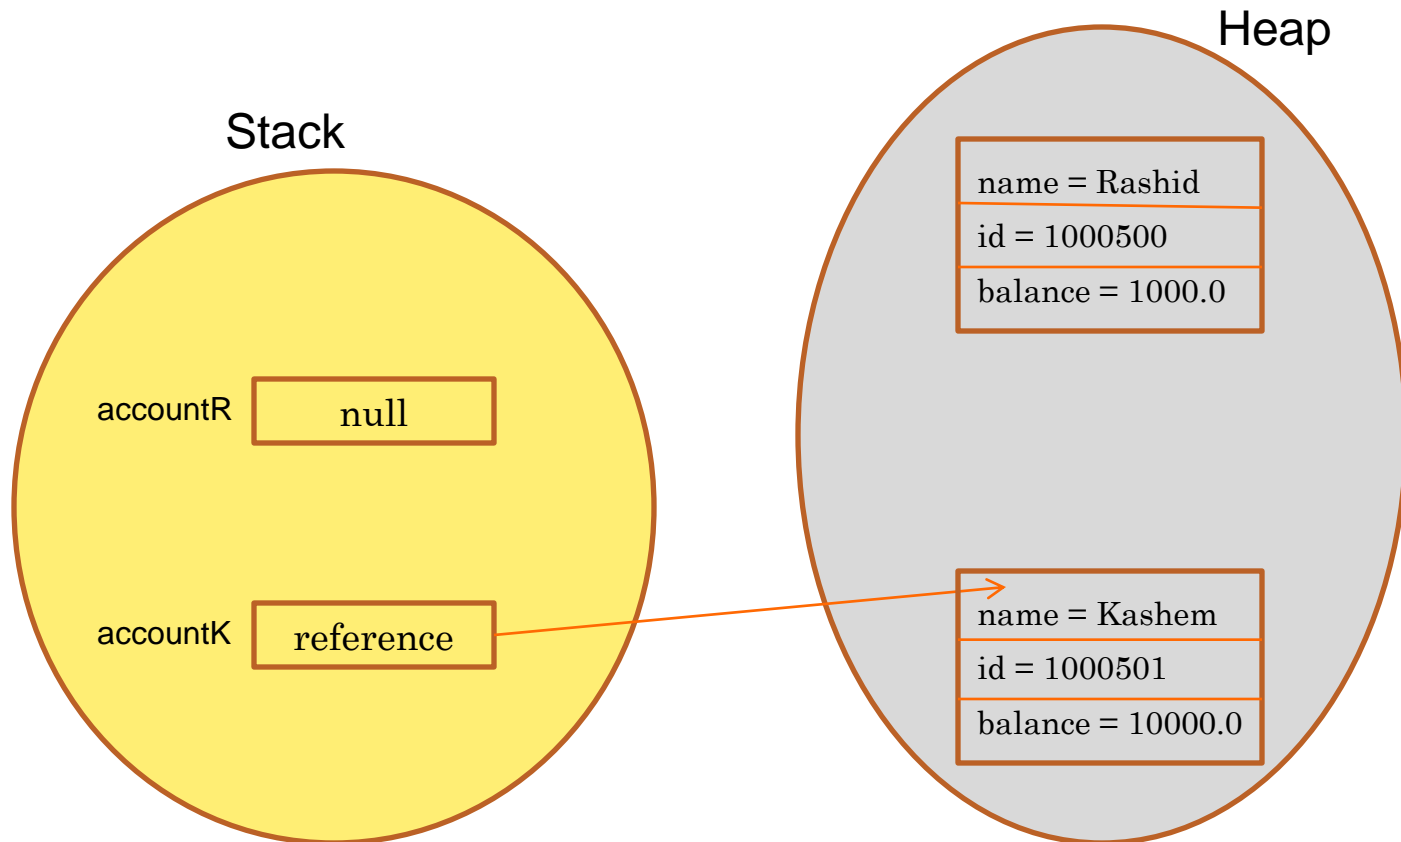 Heap
Stack
name = Rashid
id = 1000500
balance = 1000.0
accountR
null
accountK
reference
name = Kashem
id = 1000501
balance = 10000.0